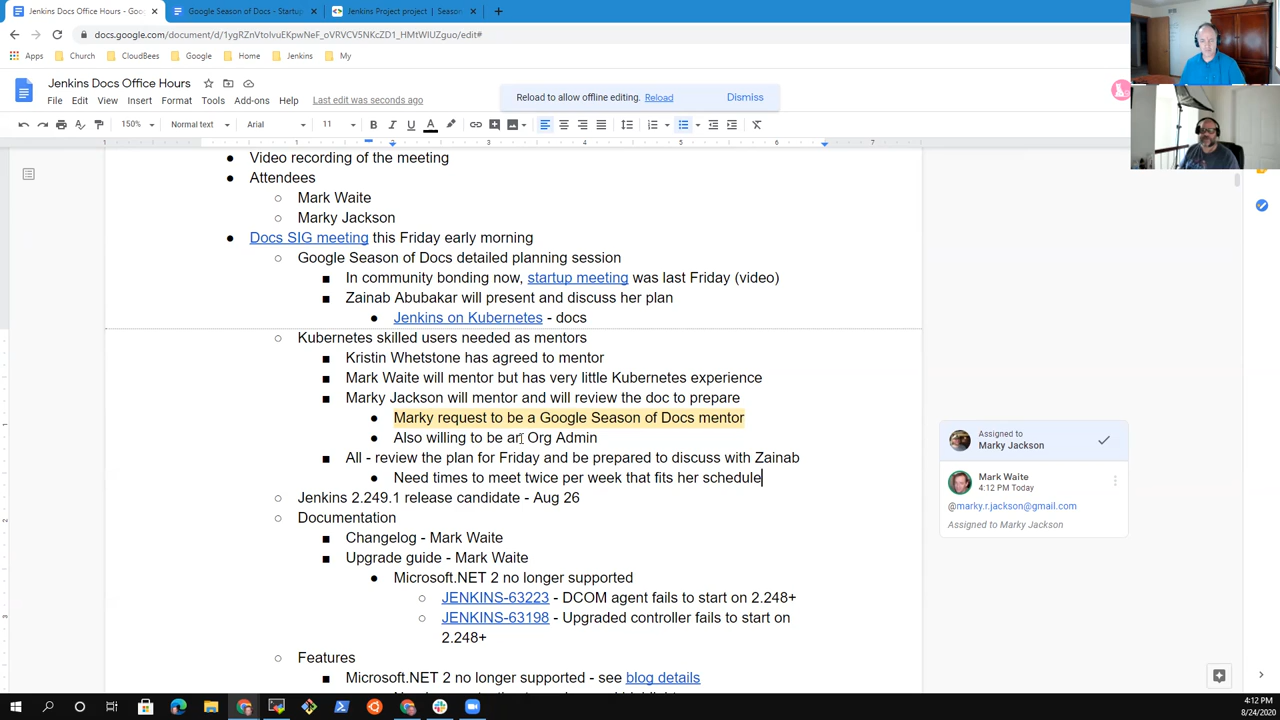 Jenkins Docs Office Hours - Goo
Google Season of Docs - Startup
Jenkins Project project | Season
docs.google.com/document/d/1ygRZnVtoIvuEKpwNeF_oVRVCV5NKcZD1_HMtWIUZguo/edit#
Apps Church CloudBees Google Home Jenkins My
Jenkins Docs Office Hours
File Edit View Insert Format Tools Add-ons Help Last edit was seconds ago
Reload to allow offline editing. Reload Dismiss
150% Normal text Arial 11
1 1 2 3 4 5 6 7
Video recording of the meeting
Attendees
Mark Waite
Marky Jackson
Docs SIG meeting this Friday early morning
Google Season of Docs detailed planning session
In community bonding now, startup meeting was last Friday (video)
Zainab Abubakar will present and discuss her plan
Jenkins on Kubernetes - docs
Kubernetes skilled users needed as mentors
Kristin Whetstone has agreed to mentor
Mark Waite will mentor but has very little Kubernetes experience
Marky Jackson will mentor and will review the doc to prepare
Marky request to be a Google Season of Docs mentor
Also willing to be an Org Admin
All - review the plan for Friday and be prepared to discuss with Zainab
Need times to meet twice per week that fits her schedule
Jenkins 2.249.1 release candidate - Aug 26
Documentation
Changelog - Mark Waite
Upgrade guide - Mark Waite
Microsoft.NET 2 no longer supported
JENKINS-63223 - DCOM agent fails to start on 2.248+
JENKINS-63198 - Upgraded controller fails to start on
2.248+
Features
Microsoft.NET 2 no longer supported - see blog details
Assigned to
Marky Jackson
Mark Waite
4:12 PM Today
@marky.r.jackson@gmail.com
Assigned to Marky Jackson
4:12 PM
8/24/2020